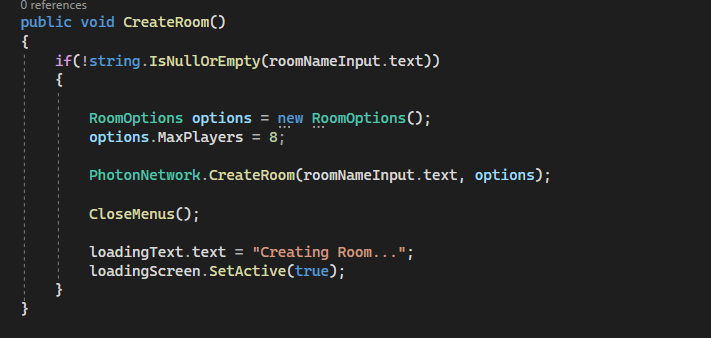 0 references
public void CreateRoom()
{
if(!string.IsNullOrEmpty(roomNameInput.text))
{
RoomOptions options = new RoomOptions();
options.MaxPlayers = 8;
PhotonNetwork.CreateRoom(roomNameInput.text, options);
CloseMenus();
loadingText.text = "Creating Room...";
loadingScreen.SetActive(true);
}
}